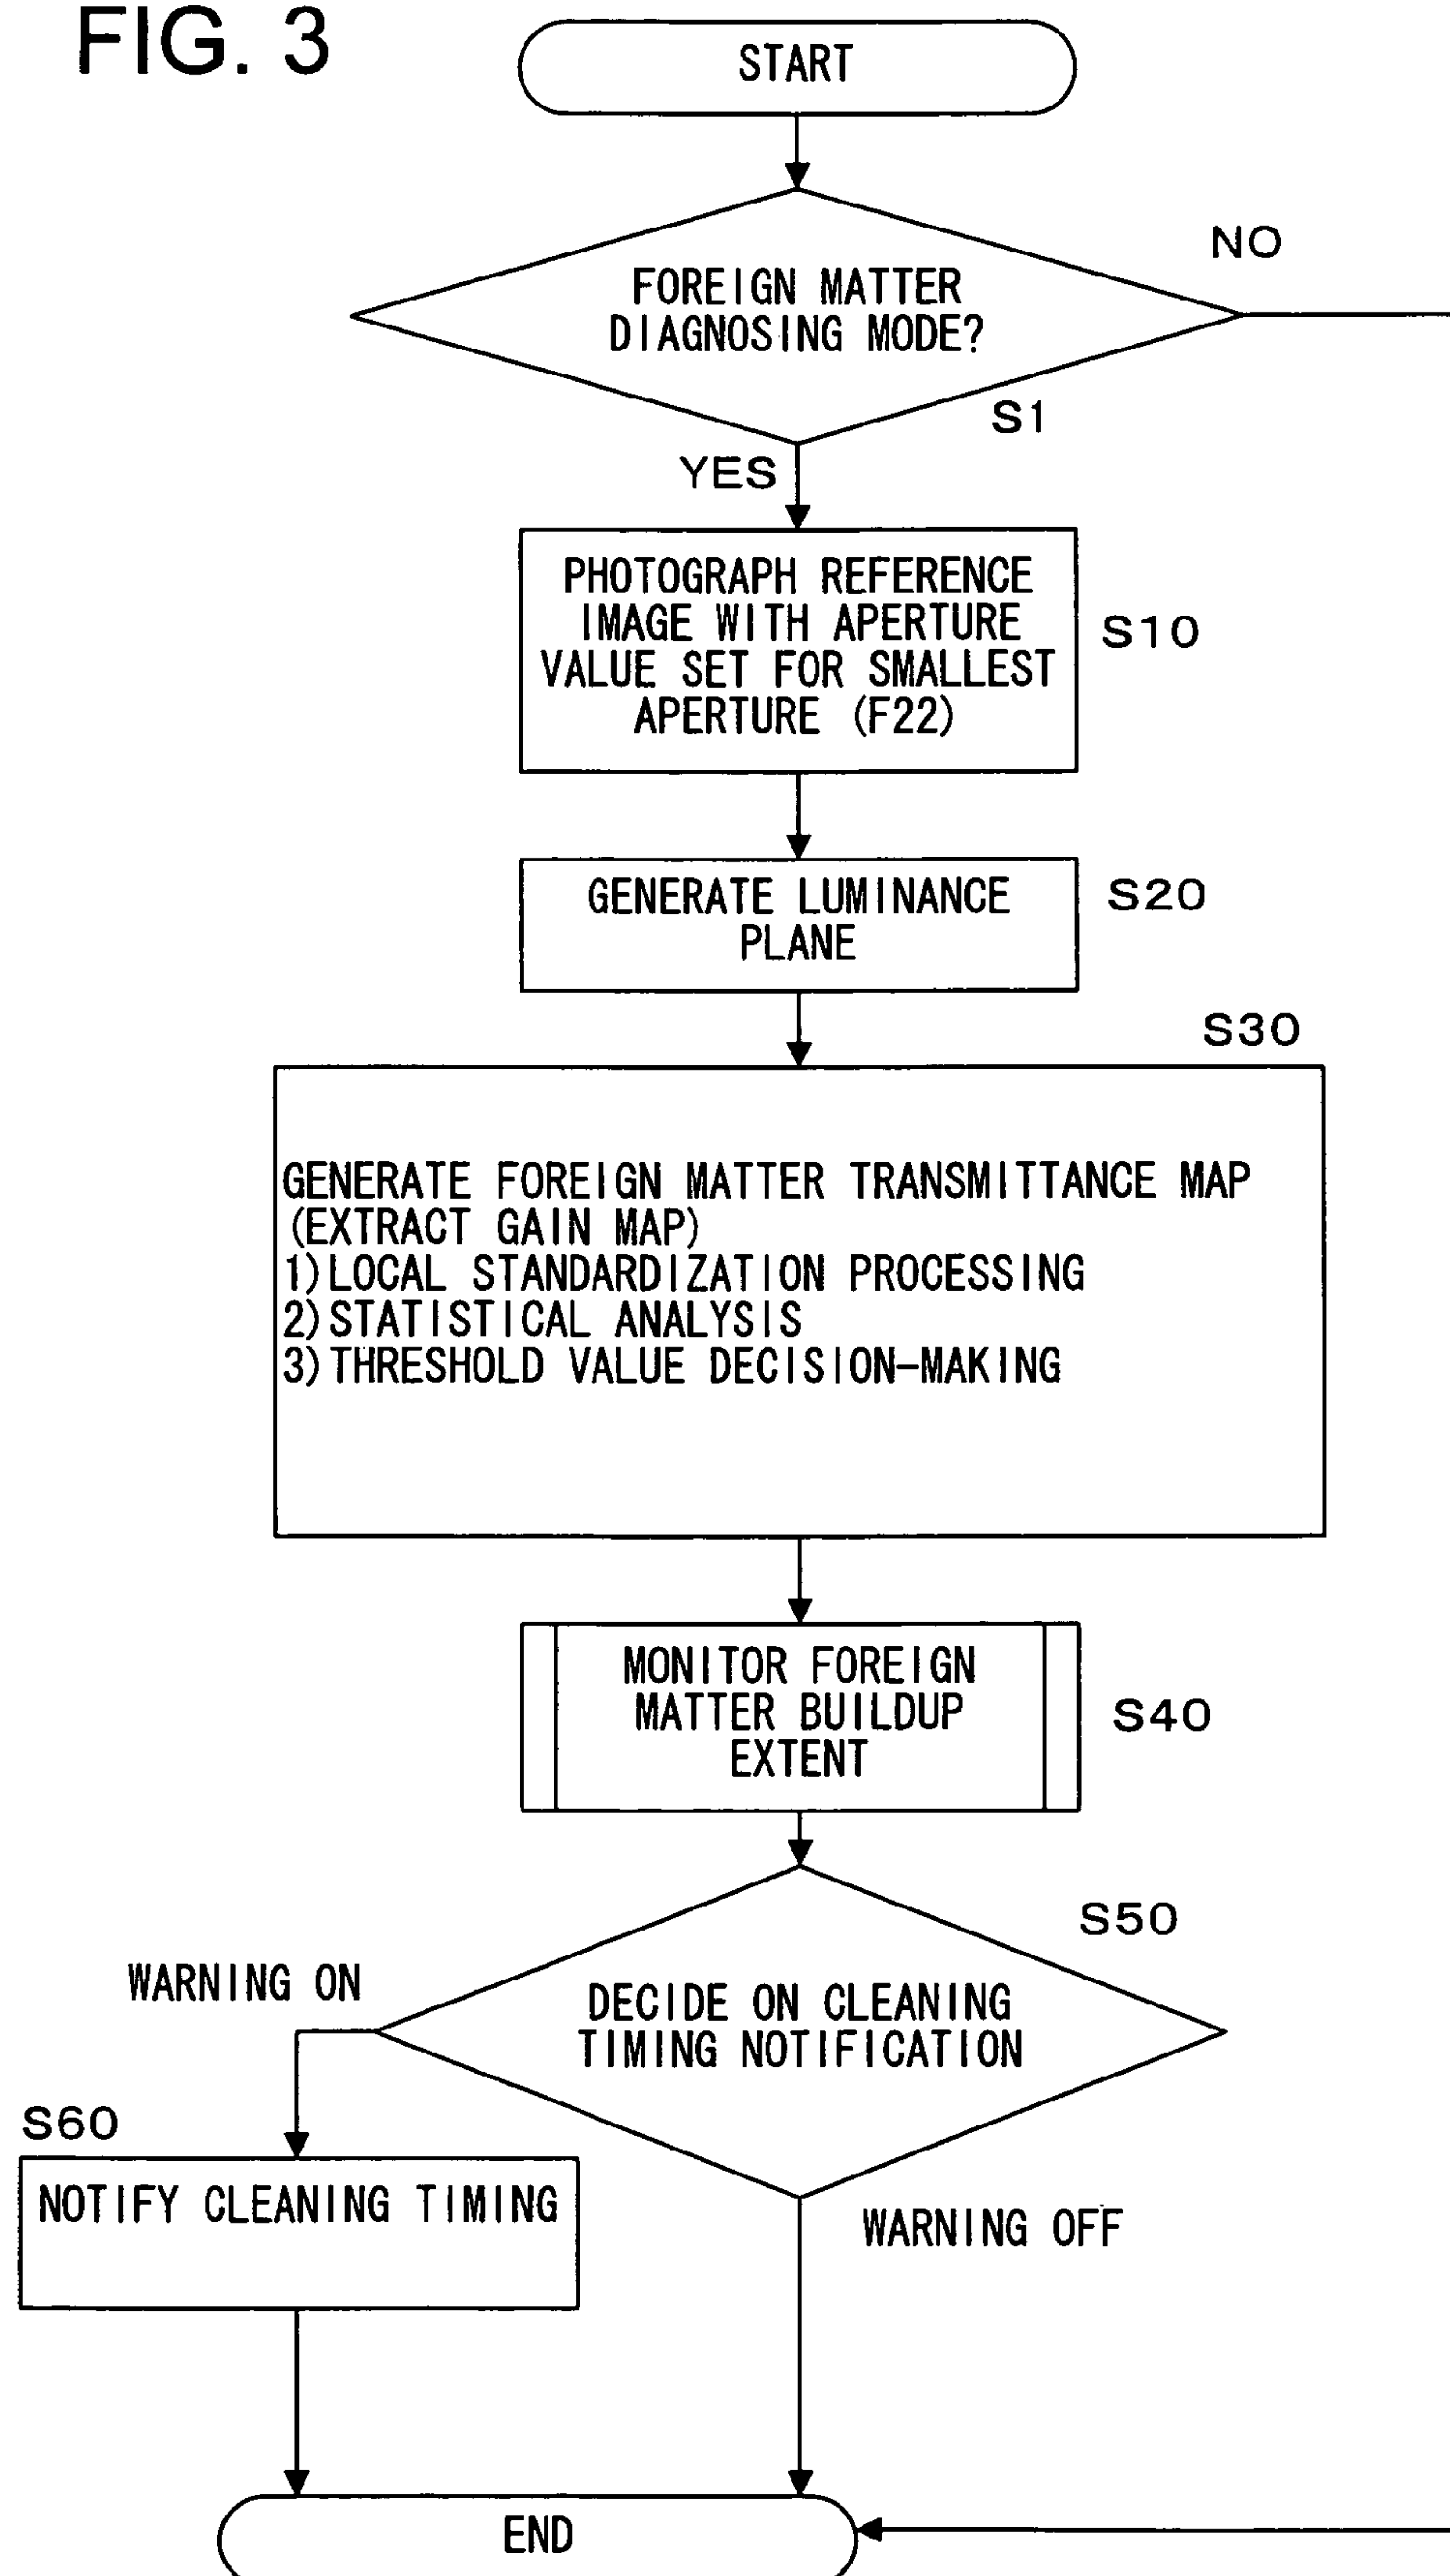 FIG. 3
START
NO
FOREIGN MATTER
DIAGNOSING MODE?
S1
YES
PHOTOGRAPH REFERENCE
IMAGE WITH APERTURE
VALUE SET FOR SMALLEST
APERTURE (F22)
S10
GENERATE LUMINANCE
PLANE
S20
S30
GENERATE FOREIGN MATTER TRANSMITTANCE MAP
(EXTRACT GAIN MAP)
1)LOCAL STANDARDIZATION PROCESSING
2)STATISTICAL ANALYSIS
3)THRESHOLD VALUE DECISION-MAKING
MONITOR FOREIGN
MATTER BUILDUP
EXTENT
S40
S50
WARNING ON
DECIDE ON CLEANING
TIMING NOTIFICATION
S60
NOTIFY CLEANING TIMING
WARNING OFF
END